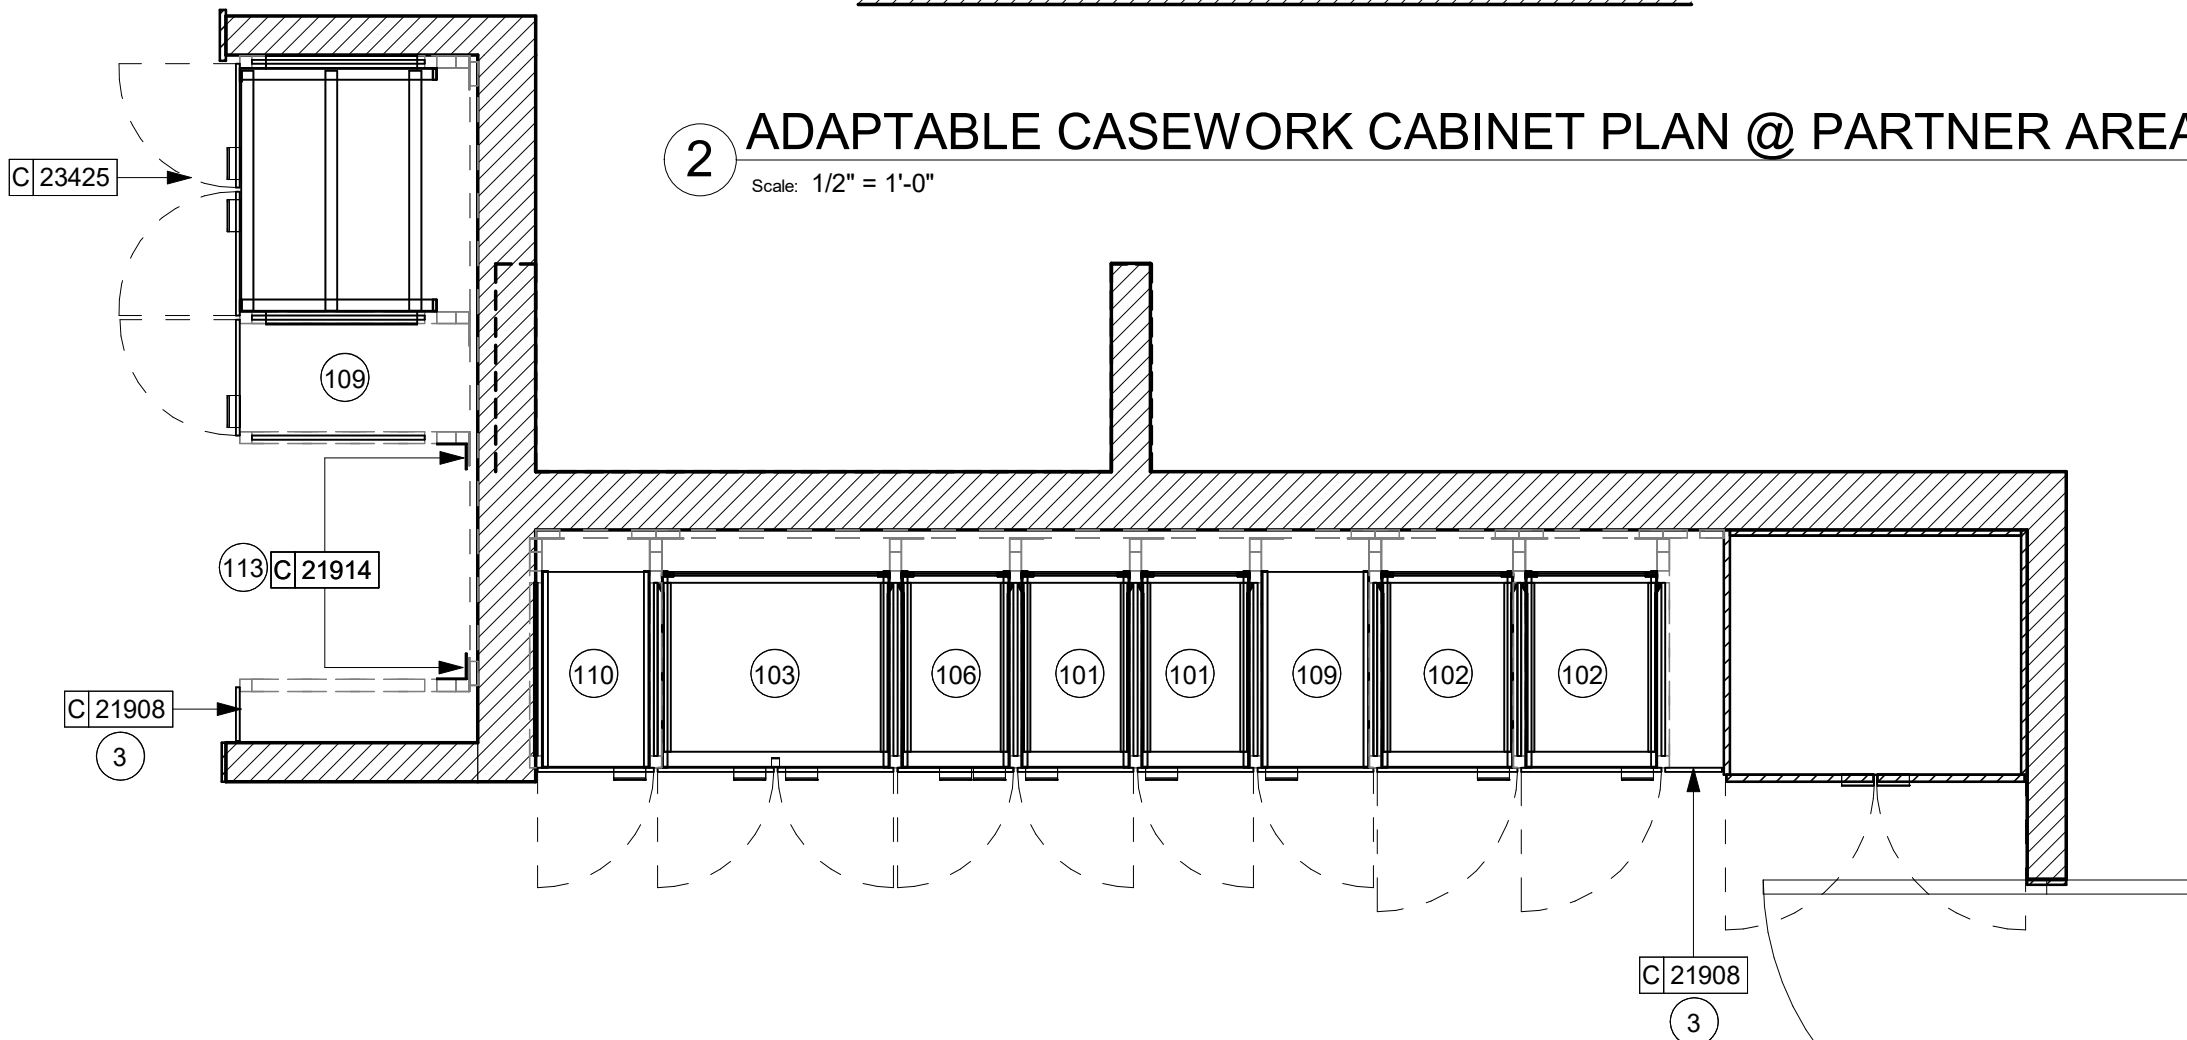 2 ADAPTABLE CASEWORK CABINET PLAN @ PARTNER AREA
Scale: 1/2" = 1'-0"
C 23425
109
113 C 21914
C 21908
3
110 103 106 101 101 109 102 102
C 21908
3